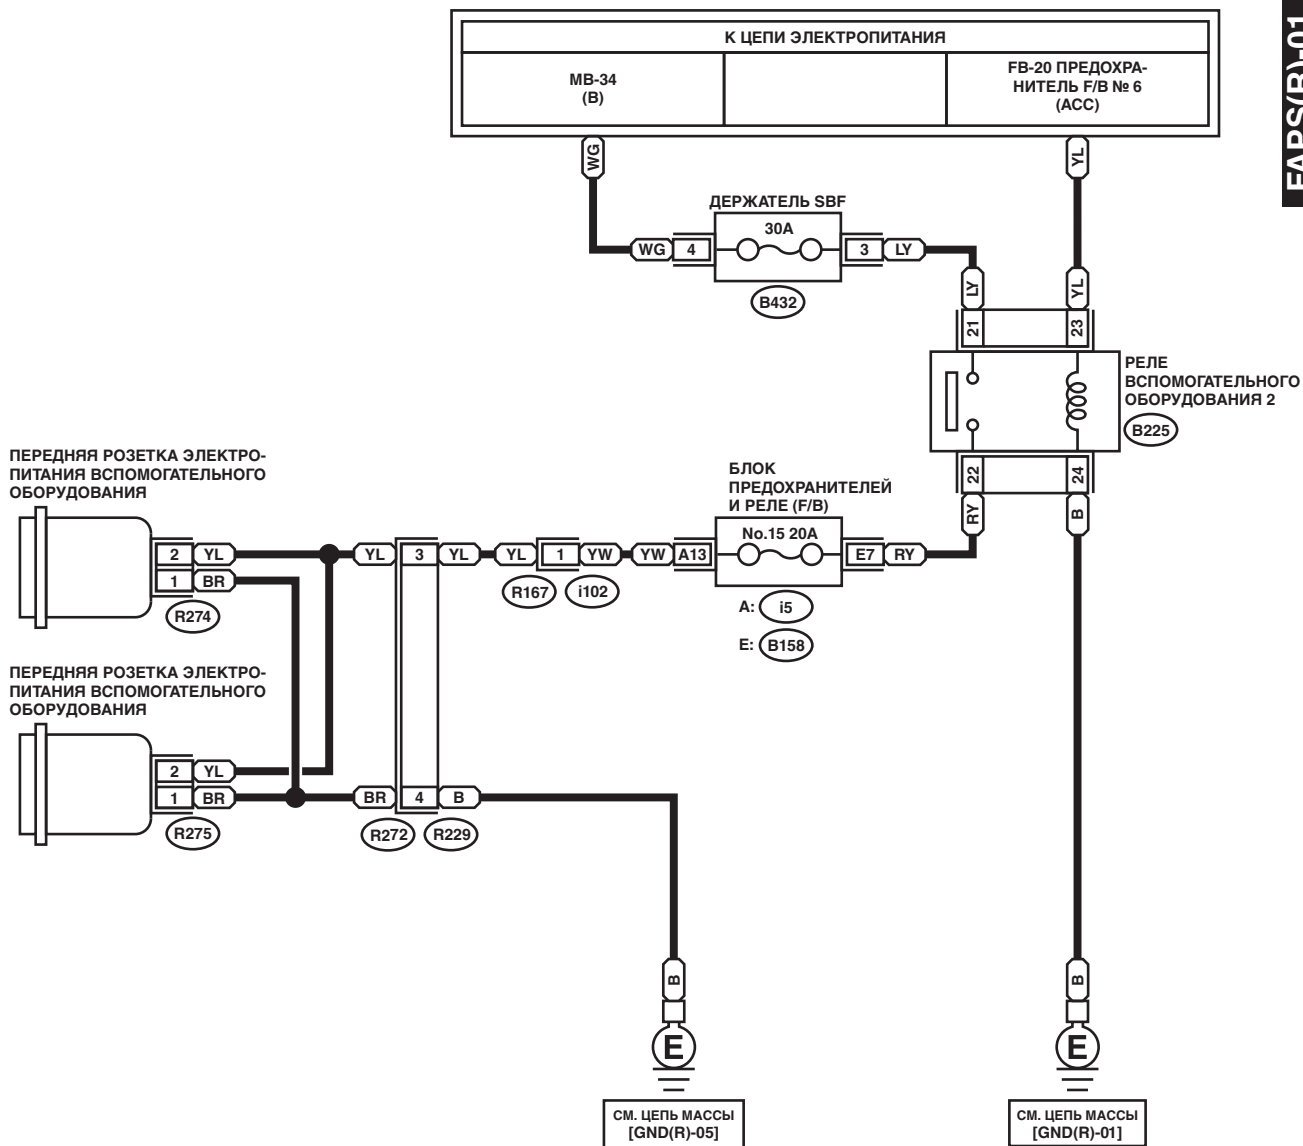 К ЦЕПИ ЭЛЕКТРОПИТАНИЯ
MB-34
(B)
FB-20 ПРЕДОХРА-
НИТЕЛЬ F/B № 6
(ACC)
WG
YL
ДЕРЖАТЕЛЬ SBF
30A
WG 4
3 LY
B432
LY
YL
21
23
РЕЛЕ
ВСПОМОГАТЕЛЬНОГО
ОБОРУДОВАНИЯ 2
B225
22
24
RY
B
ПЕРЕДНЯЯ РОЗЕТКА ЭЛЕКТРО-
ПИТАНИЯ ВСПОМОГАТЕЛЬНОГО
ОБОРУДОВАНИЯ
2 YL
1 BR
R274
YL 3 YL
YL 1 YW
R167
i102
БЛОК
ПРЕДОХРАНИТЕЛЕЙ
И РЕЛЕ (F/B)
No.15 20A
YW A13
E7 RY
A: i5
E: B158
ПЕРЕДНЯЯ РОЗЕТКА ЭЛЕКТРО-
ПИТАНИЯ ВСПОМОГАТЕЛЬНОГО
ОБОРУДОВАНИЯ
2 YL
1 BR
R275
BR 4 B
R272
R229
B
E
СМ. ЦЕПЬ МАССЫ
[GND(R)-05]
B
E
СМ. ЦЕПЬ МАССЫ
[GND(R)-01]